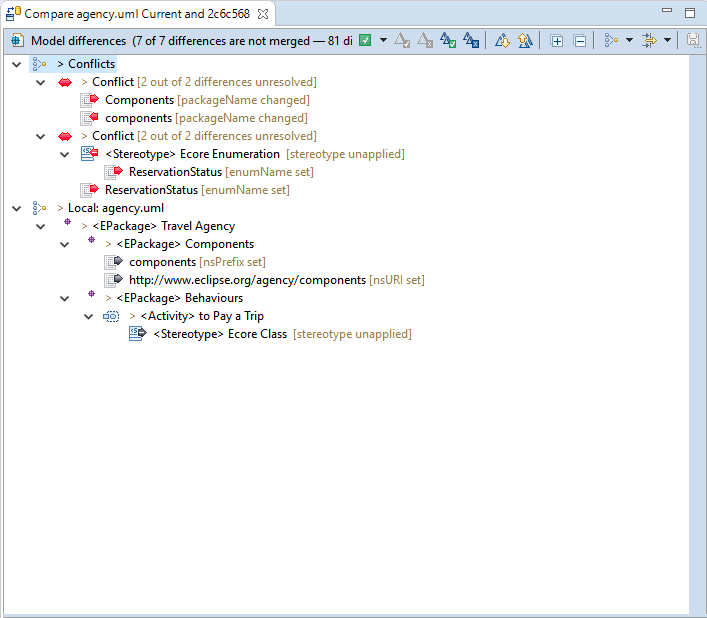 Compare agency.uml Current and 2c6c568
Model differences (7 of 7 differences are not merged — 81 di
> Conflicts
> Conflict [2 out of 2 differences unresolved]
Components [packageName changed]
components [packageName changed]
> Conflict [2 out of 2 differences unresolved]
<Stereotype> Ecore Enumeration [stereotype unapplied]
ReservationStatus [enumName set]
ReservationStatus [enumName set]
> Local: agency.uml
> <EPackage> Travel Agency
> <EPackage> Components
components [nsPrefix set]
http://www.eclipse.org/agency/components [nsURI set]
> <EPackage> Behaviours
> <Activity> to Pay a Trip
<Stereotype> Ecore Class [stereotype unapplied]